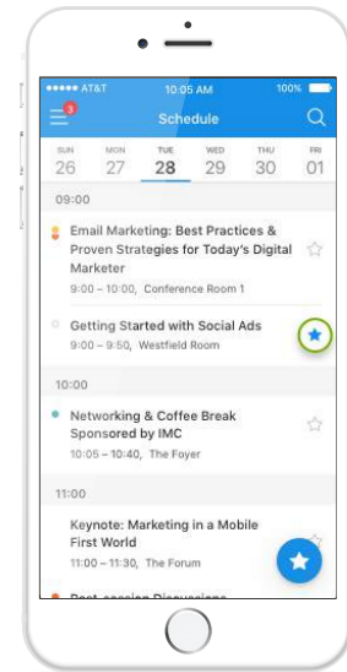 AT&T 10:05 AM 100%
3
Schedule
SUN MON TUE WED THU FRI
26 27 28 29 30 01
09:00
Email Marketing: Best Practices &
Proven Strategies for Today's Digital
Marketer
9:00 – 10:00, Conference Room 1
Getting Started with Social Ads
9:00 – 9:50, Westfield Room
10:00
Networking & Coffee Break
Sponsored by IMC
10:05 – 10:40, The Foyer
11:00
Keynote: Marketing in a Mobile
First World
11:00 – 11:30, The Forum